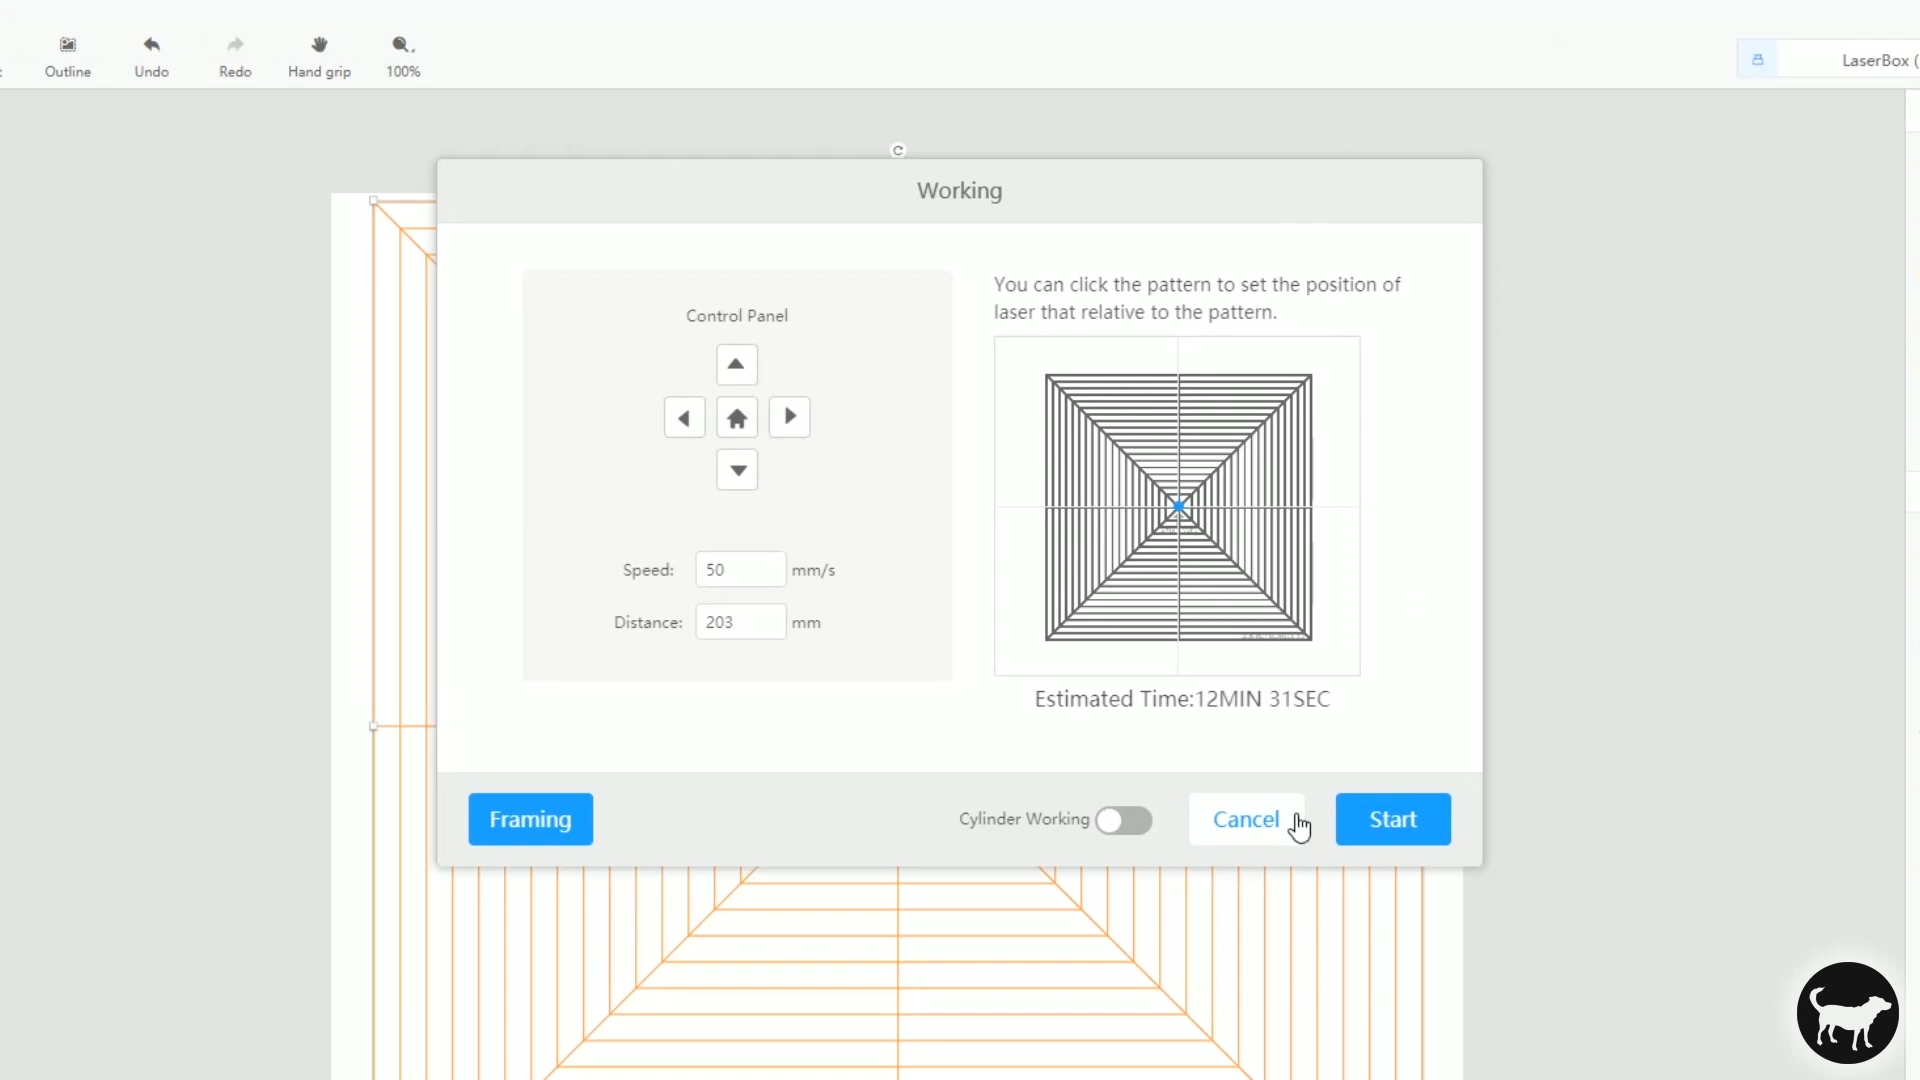 Outline
Undo
Redo
Hand grip
100%
LaserBox (
Working
Control Panel
You can click the pattern to set the position of
laser that relative to the pattern.
Speed: 50 mm/s
Distance: 203 mm
Estimated Time:12MIN 31SEC
Framing
Cylinder Working
Cancel
Start